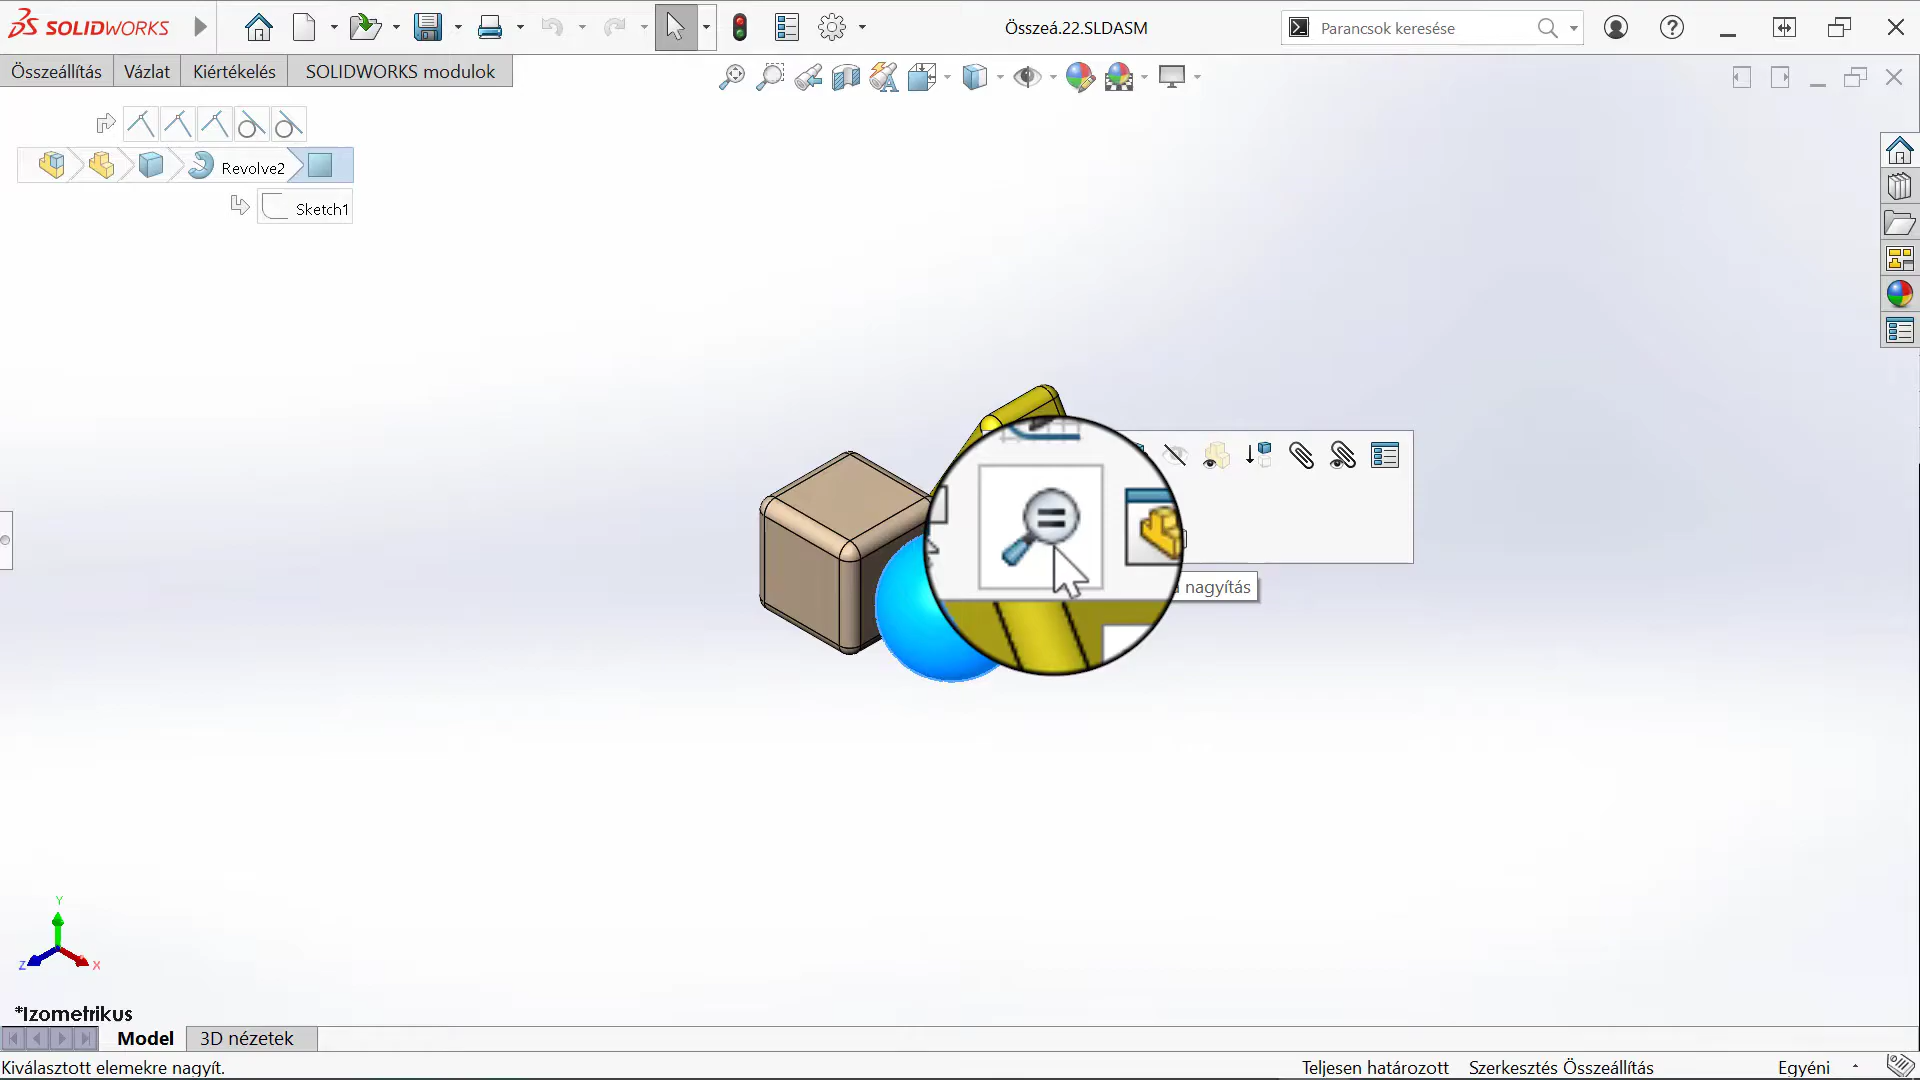 SOLIDWORKS
Összeá.22.SLDASM
Parancsok keresése
Összeállítás
Vázlat
Kiértékelés
SOLIDWORKS modulok
Revolve2
Sketch1
nagyítás
Y
Z
X
*Izometrikus
Model
3D nézetek
Kiválasztott elemekre nagyít.
Teljesen határozott
Szerkesztés Összeállítás
Egyéni